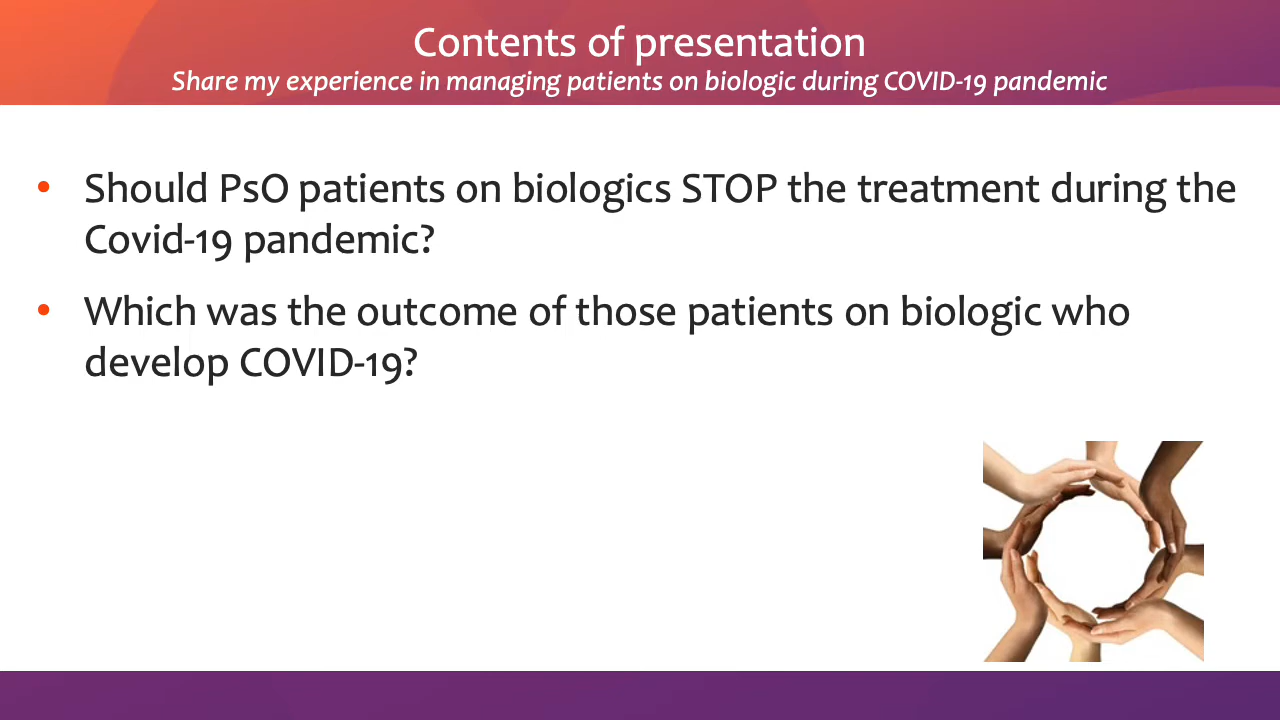 Contents of presentation
Share my experience in managing patients on biologic during COVID-19 pandemic
• Should PsO patients on biologics STOP the treatment during the
Covid-19 pandemic?
• Which was the outcome of those patients on biologic who
develop COVID-19?